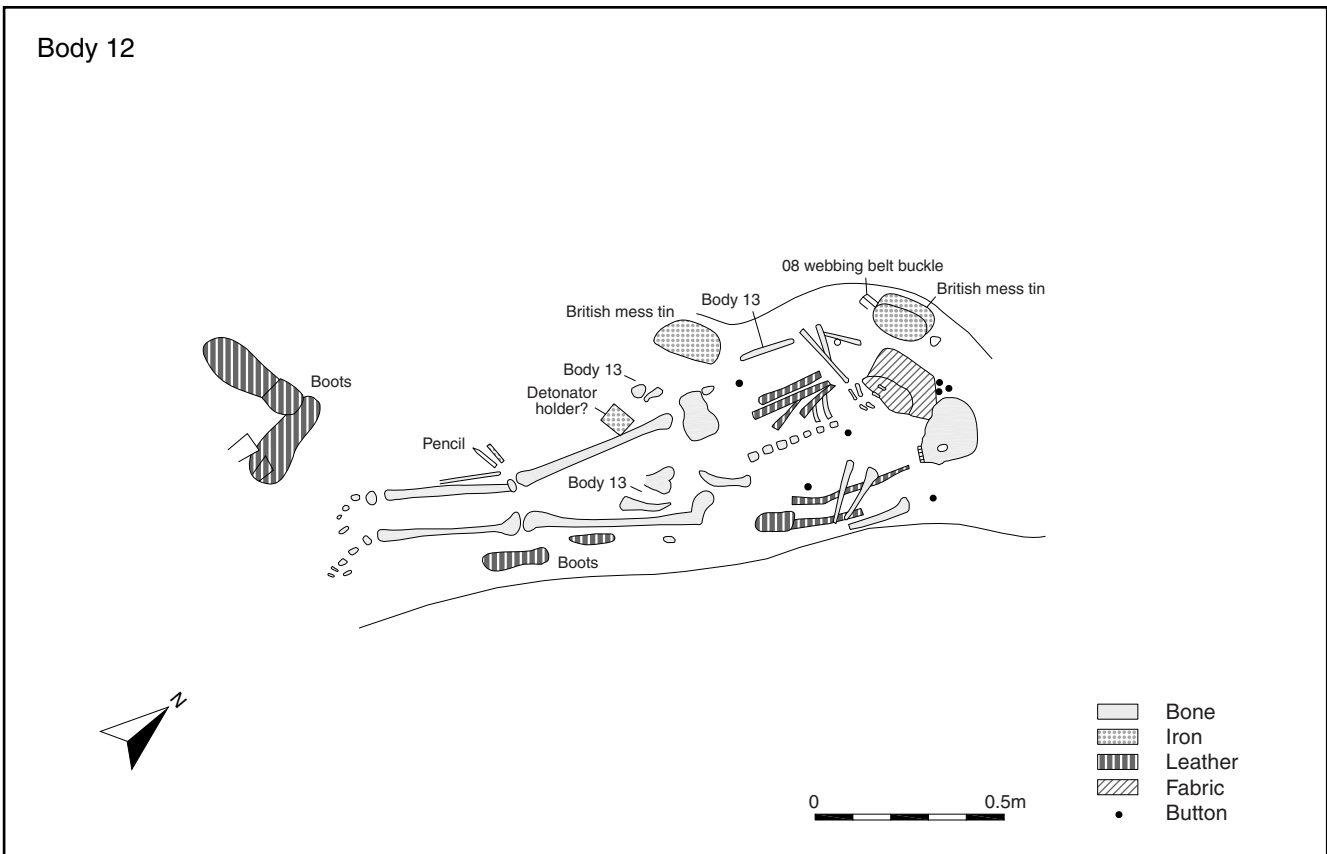 Body 12
08 webbing belt buckle
British mess tin
Body 13
British mess tin
Body 13
Boots
Detonator
holder?
Pencil
Body 13
Boots
N
Bone
Iron
Leather
Fabric
Button
0 0.5m